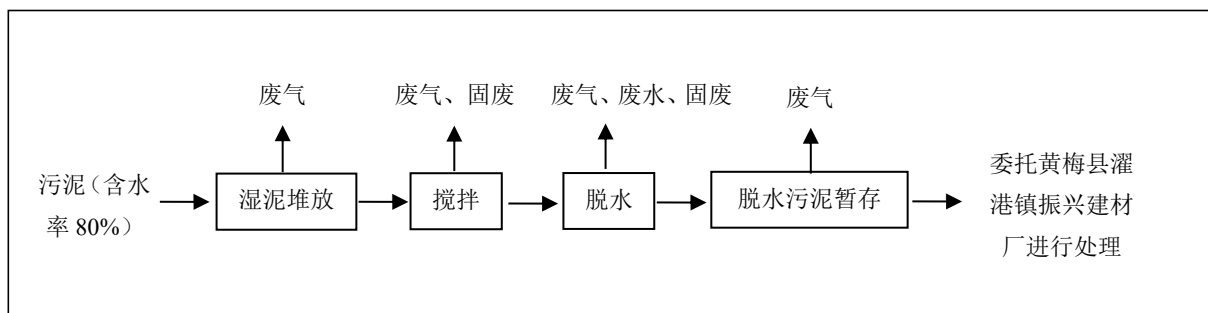 废气
废气、固废
废气、废水、固废
废气
污泥（含水
率 80%）
湿泥堆放
搅拌
脱水
脱水污泥暂存
委托黄梅县濯
港镇振兴建材
厂进行处理